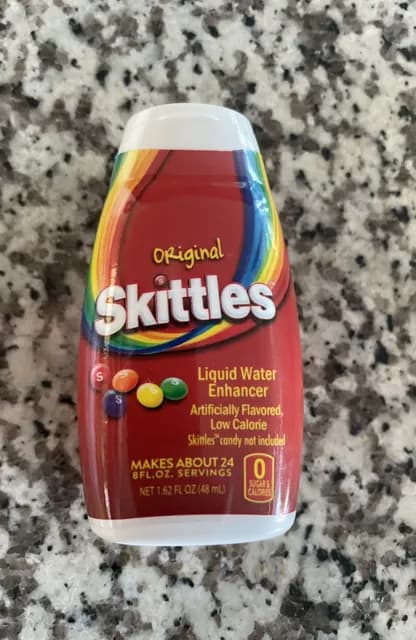 Original
Skittles
S
S
S
Liquid Water
Enhancer
Artificially Flavored,
Low Calorie
Skittles™ candy not included
MAKES ABOUT 24
8FL.OZ. SERVINGS
NET 1.62 FL OZ (48 mL)
0
SUGAR &
CALORIES